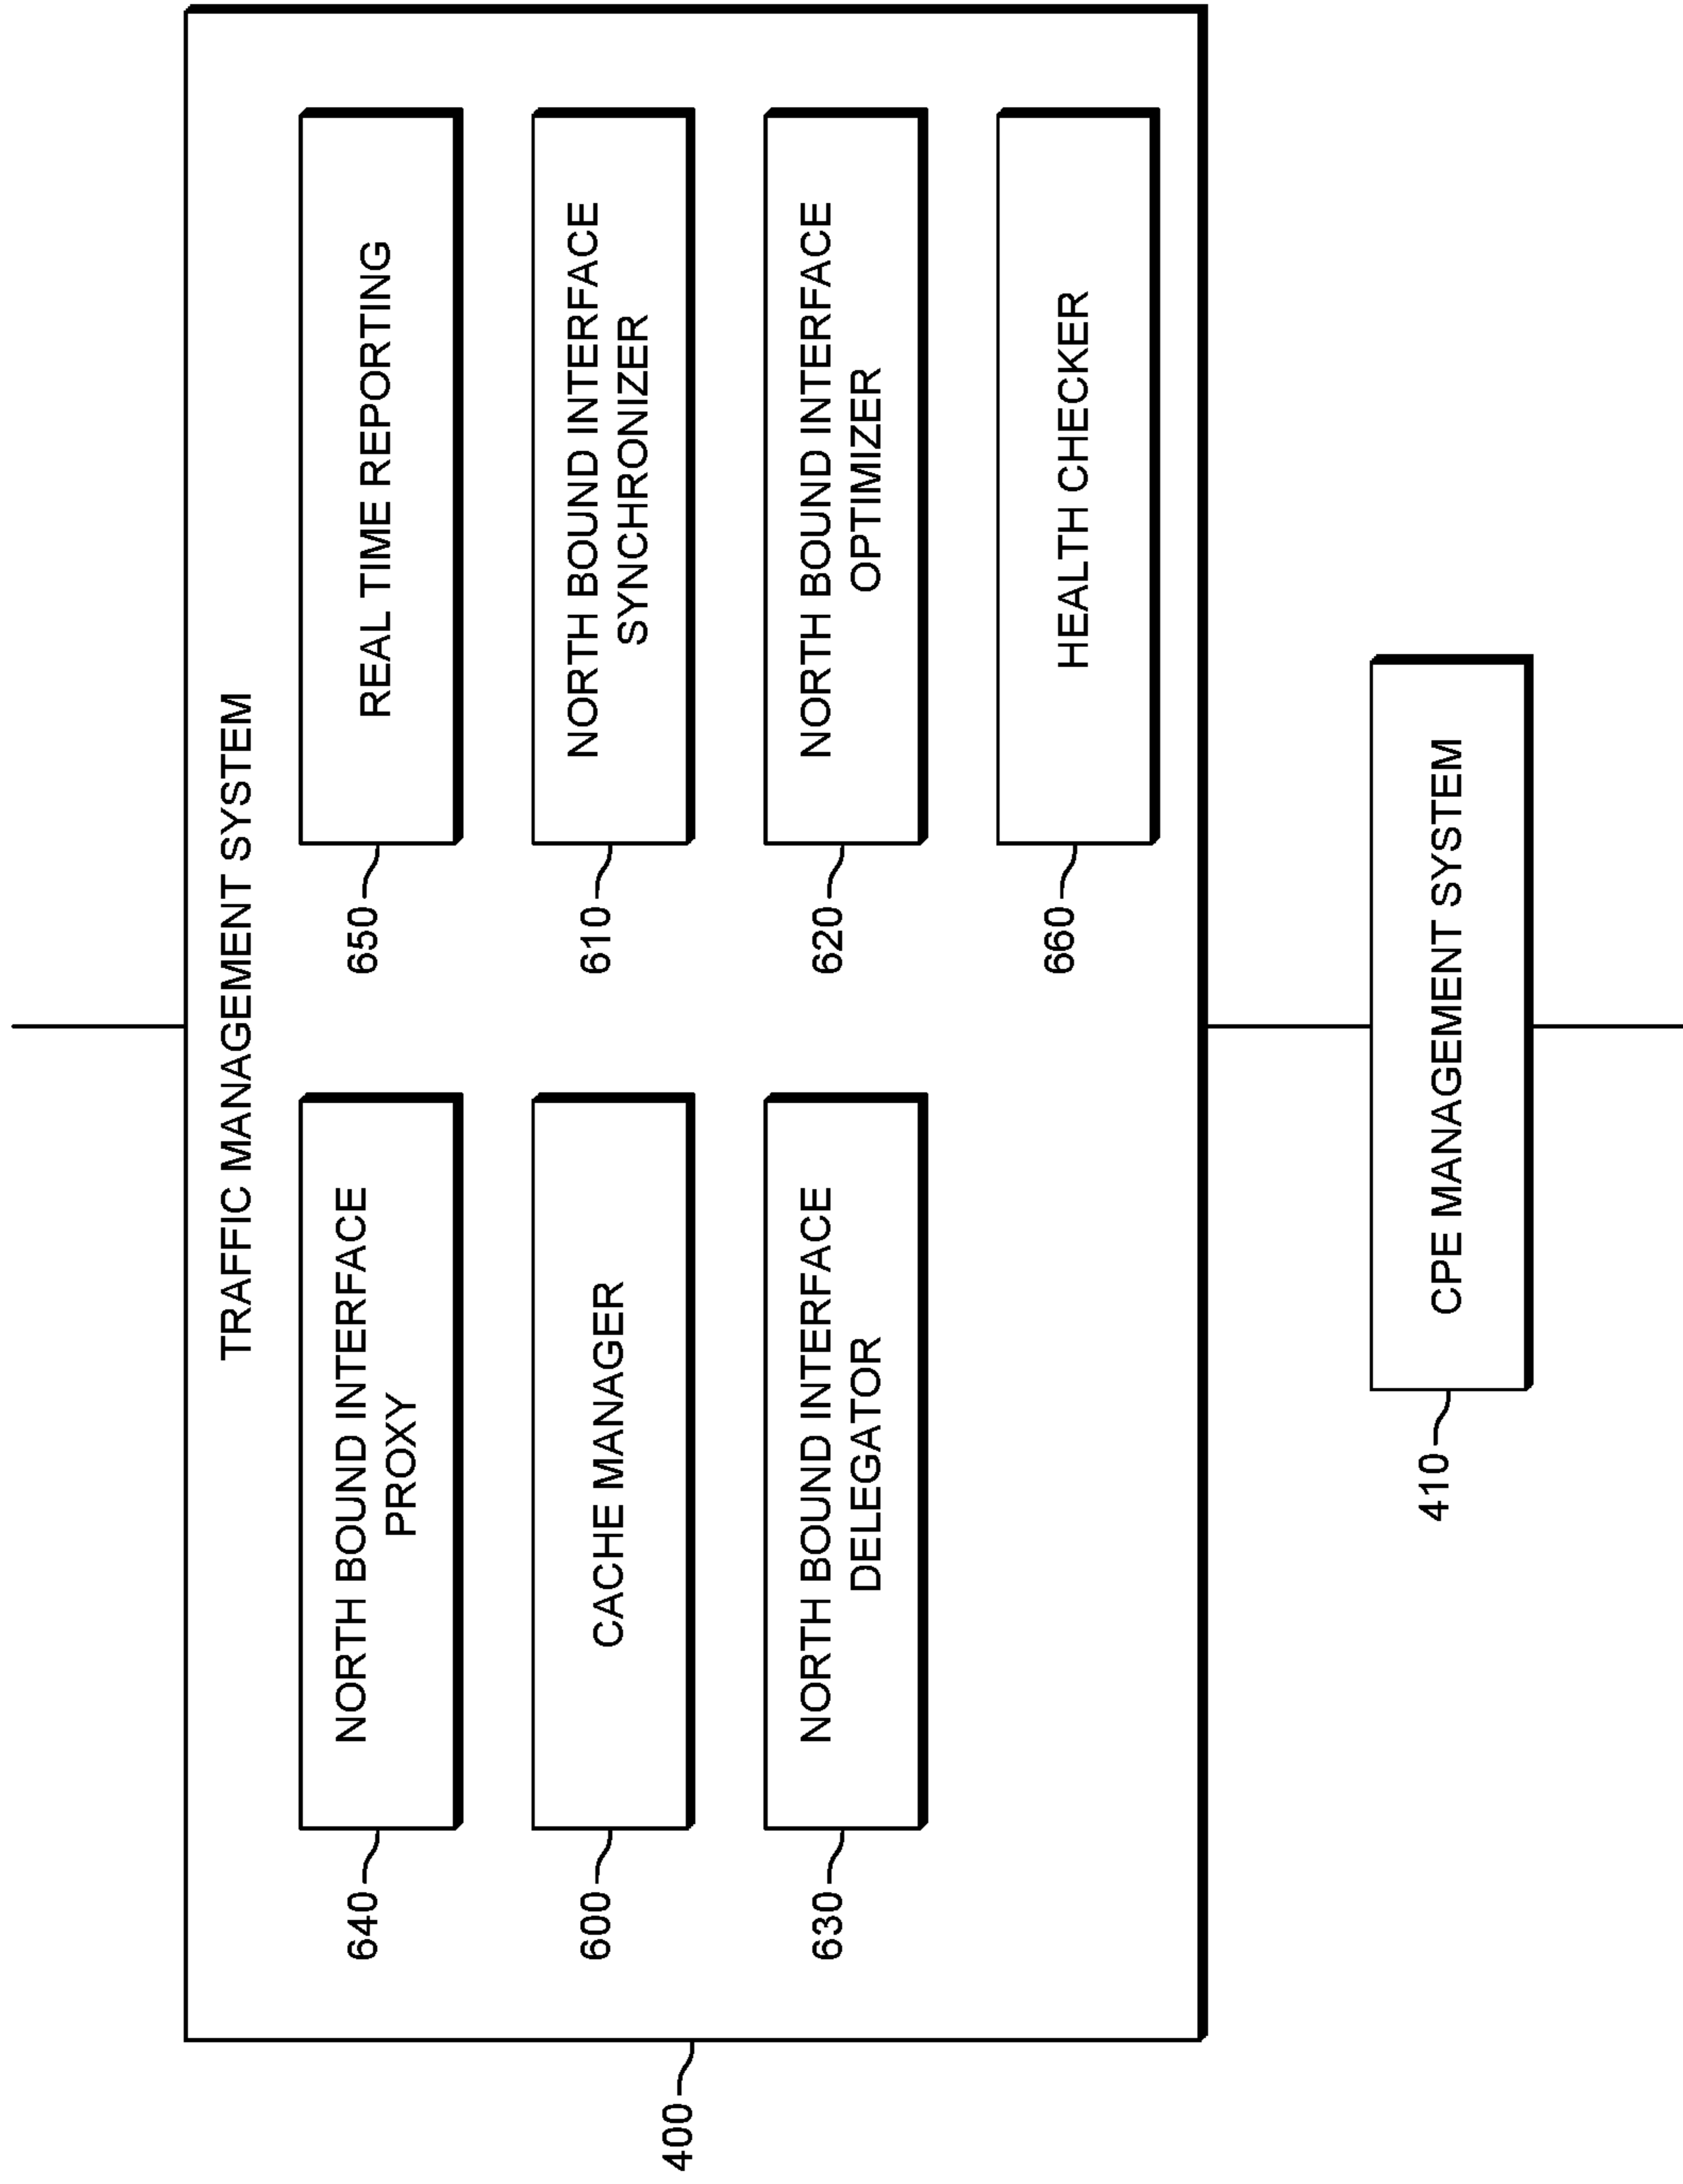 TRAFFIC MANAGEMENT SYSTEM
400
640
NORTH BOUND INTERFACE
PROXY
650
REAL TIME REPORTING
600
CACHE MANAGER
610
NORTH BOUND INTERFACE
SYNCHRONIZER
630
NORTH BOUND INTERFACE
DELEGATOR
620
NORTH BOUND INTERFACE
OPTIMIZER
660
HEALTH CHECKER
410
CPE MANAGEMENT SYSTEM